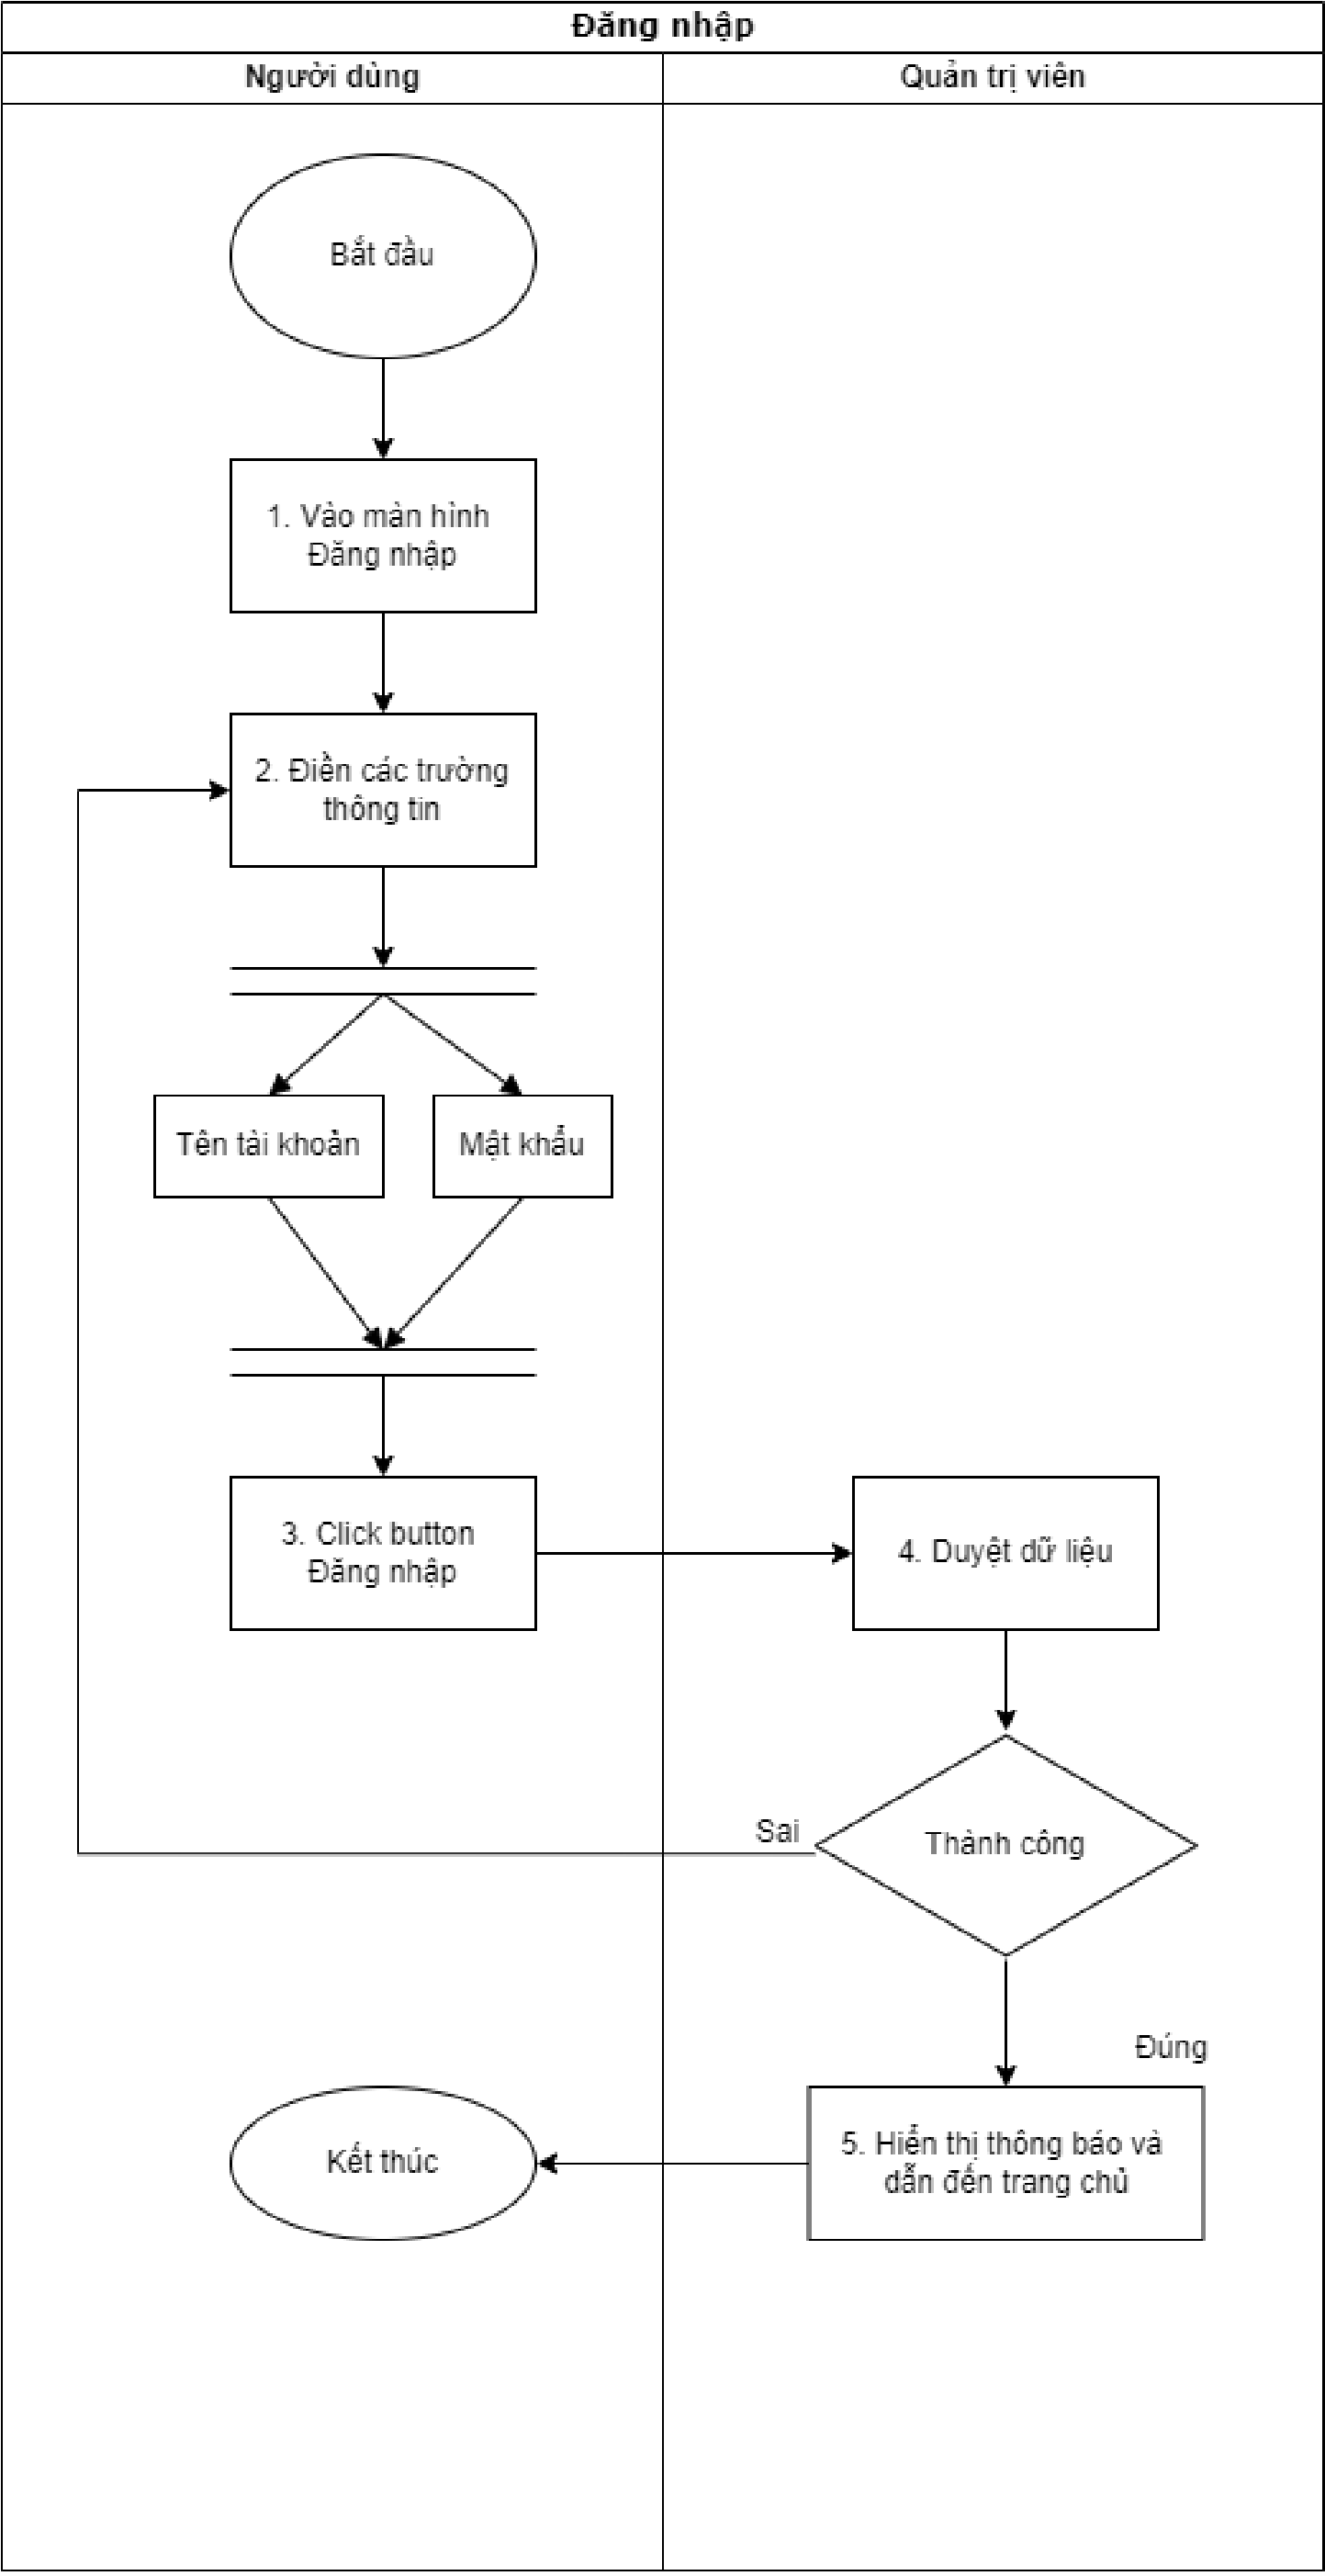 Đăng nhập
Người dùng
Quản trị viên
Bắt đầu
1. Vào màn hình
Đăng nhập
2. Điền các trường
thông tin
Tên tài khoản
Mật khẩu
3. Click button
Đăng nhập
4. Duyệt dữ liệu
Sai
Thành công
Đúng
Kết thúc
5. Hiển thị thông báo và
dẫn đến trang chủ